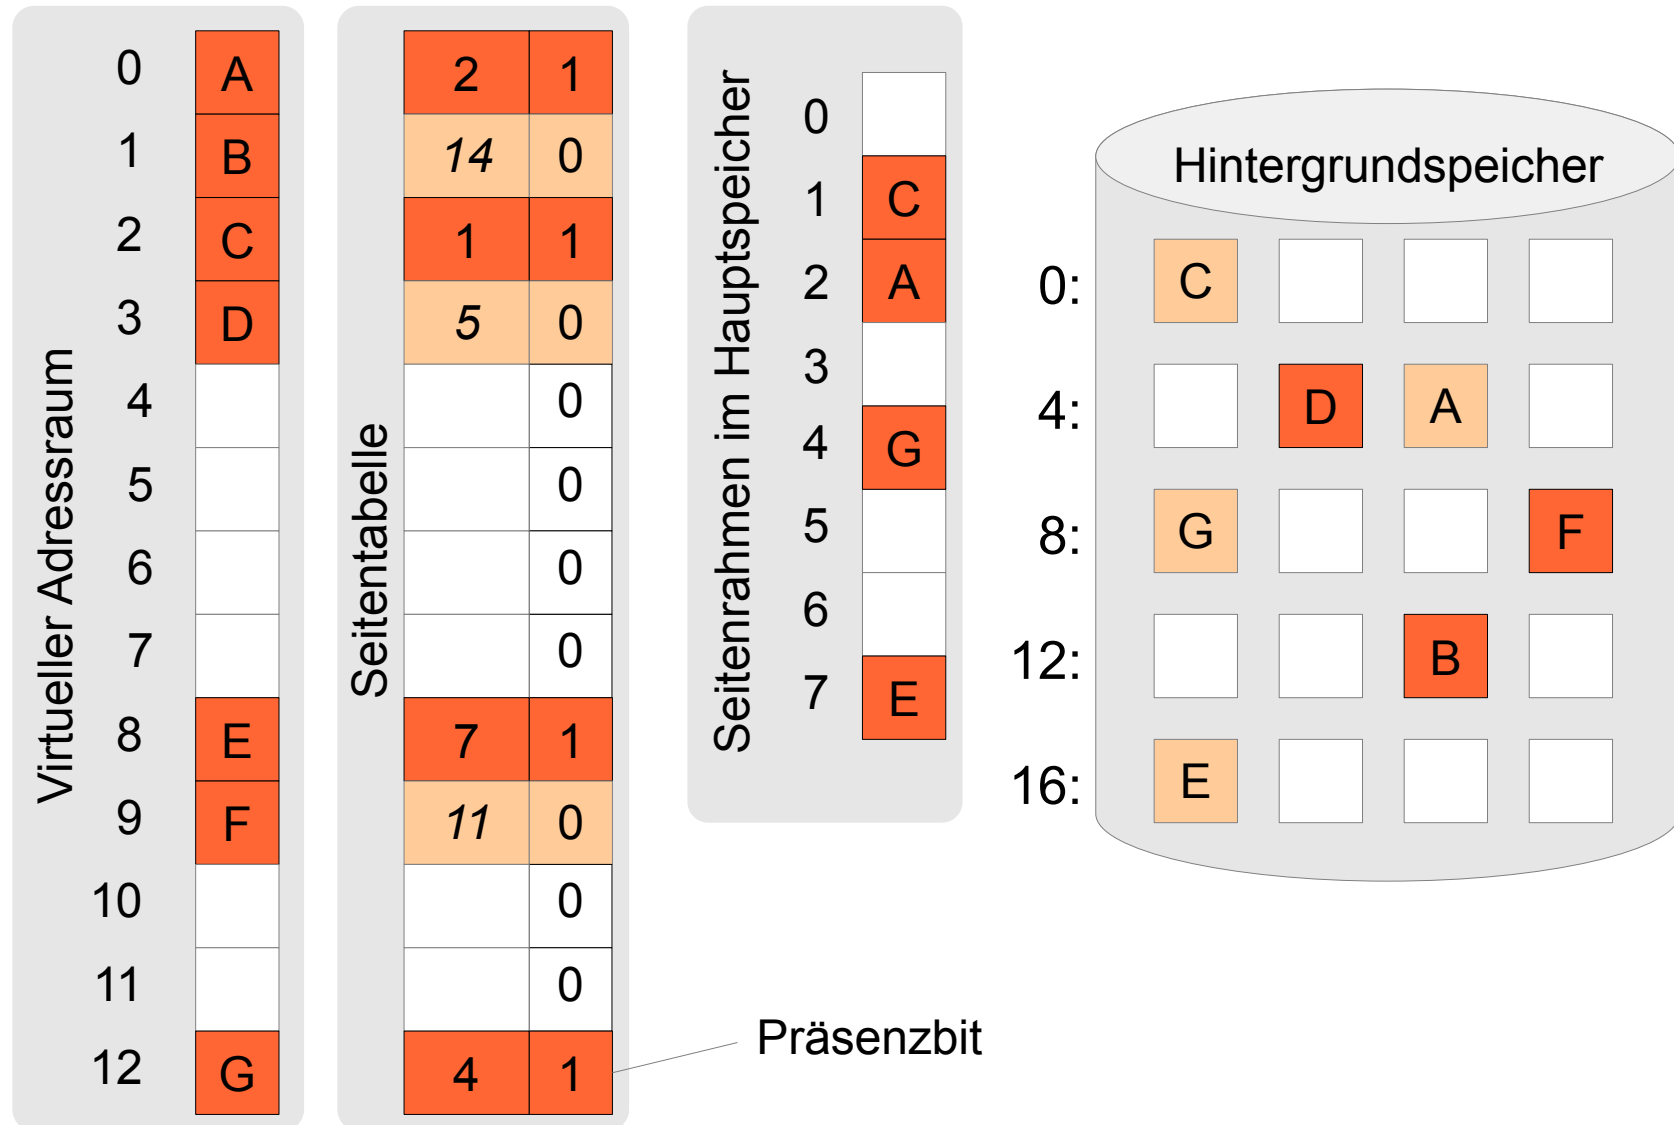 Virtueller Adressraum
0 A
1 B
2 C
3 D
4
5
6
7
8 E
9 F
10
11
12 G
Seitentabelle
2 1
14 0
1 1
5 0
0
0
0
0
7 1
11 0
0
0
4 1
Präsenzbit
Seitenrahmen im Hauptspeicher
0
1 C
2 A
3
4 G
5
6
7 E
Hintergrundspeicher
0: C
4: D A
8: G F
12: B
16: E